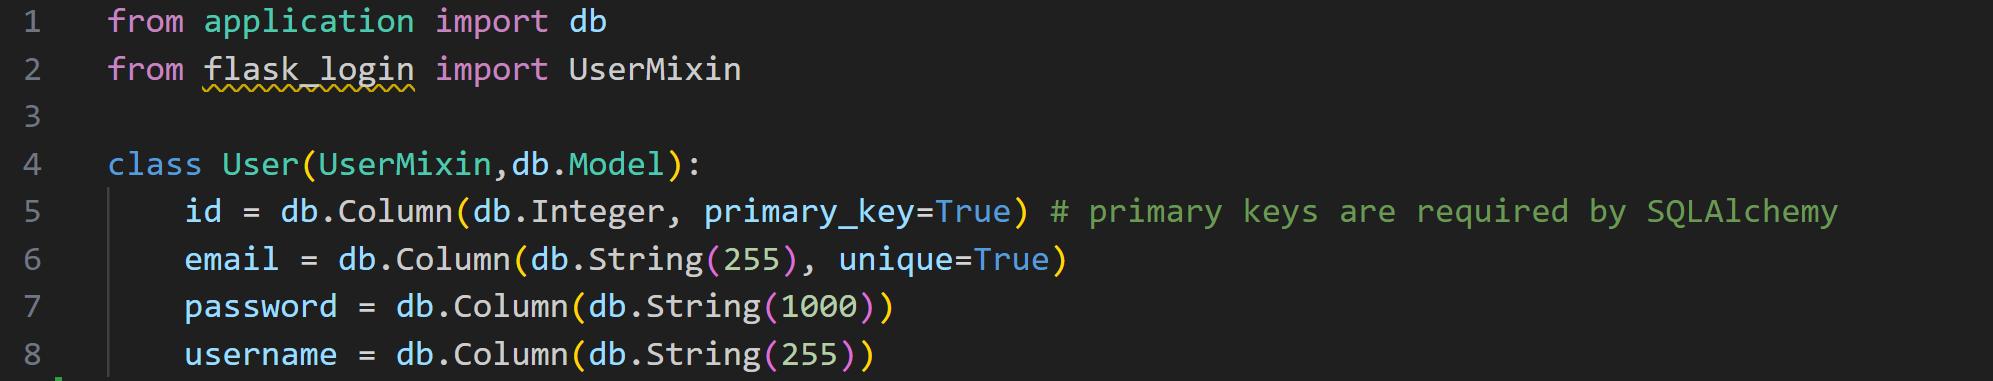 1 from application import db
2 from flask_login import UserMixin
3
4 class User(UserMixin,db.Model):
5     id = db.Column(db.Integer, primary_key=True) # primary keys are required by SQLAlchemy
6     email = db.Column(db.String(255), unique=True)
7     password = db.Column(db.String(1000))
8     username = db.Column(db.String(255))